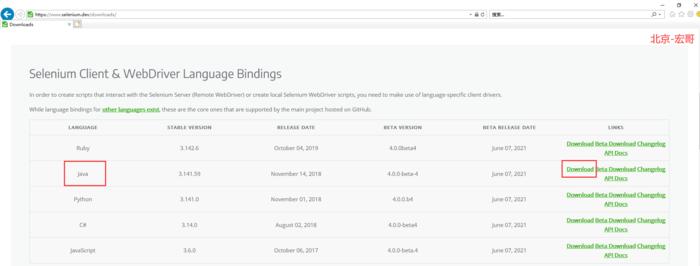 https://www.selenium.dev/downloads/
搜索...
Downloads
北京-宏哥
Selenium Client & WebDriver Language Bindings
In order to create scripts that interact with the Selenium Server (Remote WebDriver) or create local Selenium WebDriver scripts, you need to make use of language-specific client drivers.
While language bindings for other languages exist, these are the core ones that are supported by the main project hosted on GitHub.
LANGUAGE STABLE VERSION RELEASE DATE BETA VERSION BETA RELEASE DATE LINKS
Ruby 3.142.6 October 04, 2019 4.0.0beta4 June 07, 2021 Download Beta Download Changelog
API Docs
Java 3.141.59 November 14, 2018 4.0.0-beta-4 June 07, 2021 Download Beta Download Changelog
API Docs
Python 3.141.0 November 01, 2018 4.0.0.b4 June 07, 2021 Download Beta Download Changelog
API Docs
C# 3.14.0 August 02, 2018 4.0.0-beta4 June 07, 2021 Download Beta Download Changelog
API Docs
JavaScript 3.6.0 October 06, 2017 4.0.0-beta.4 June 07, 2021 Download Beta Download Changelog
API Docs